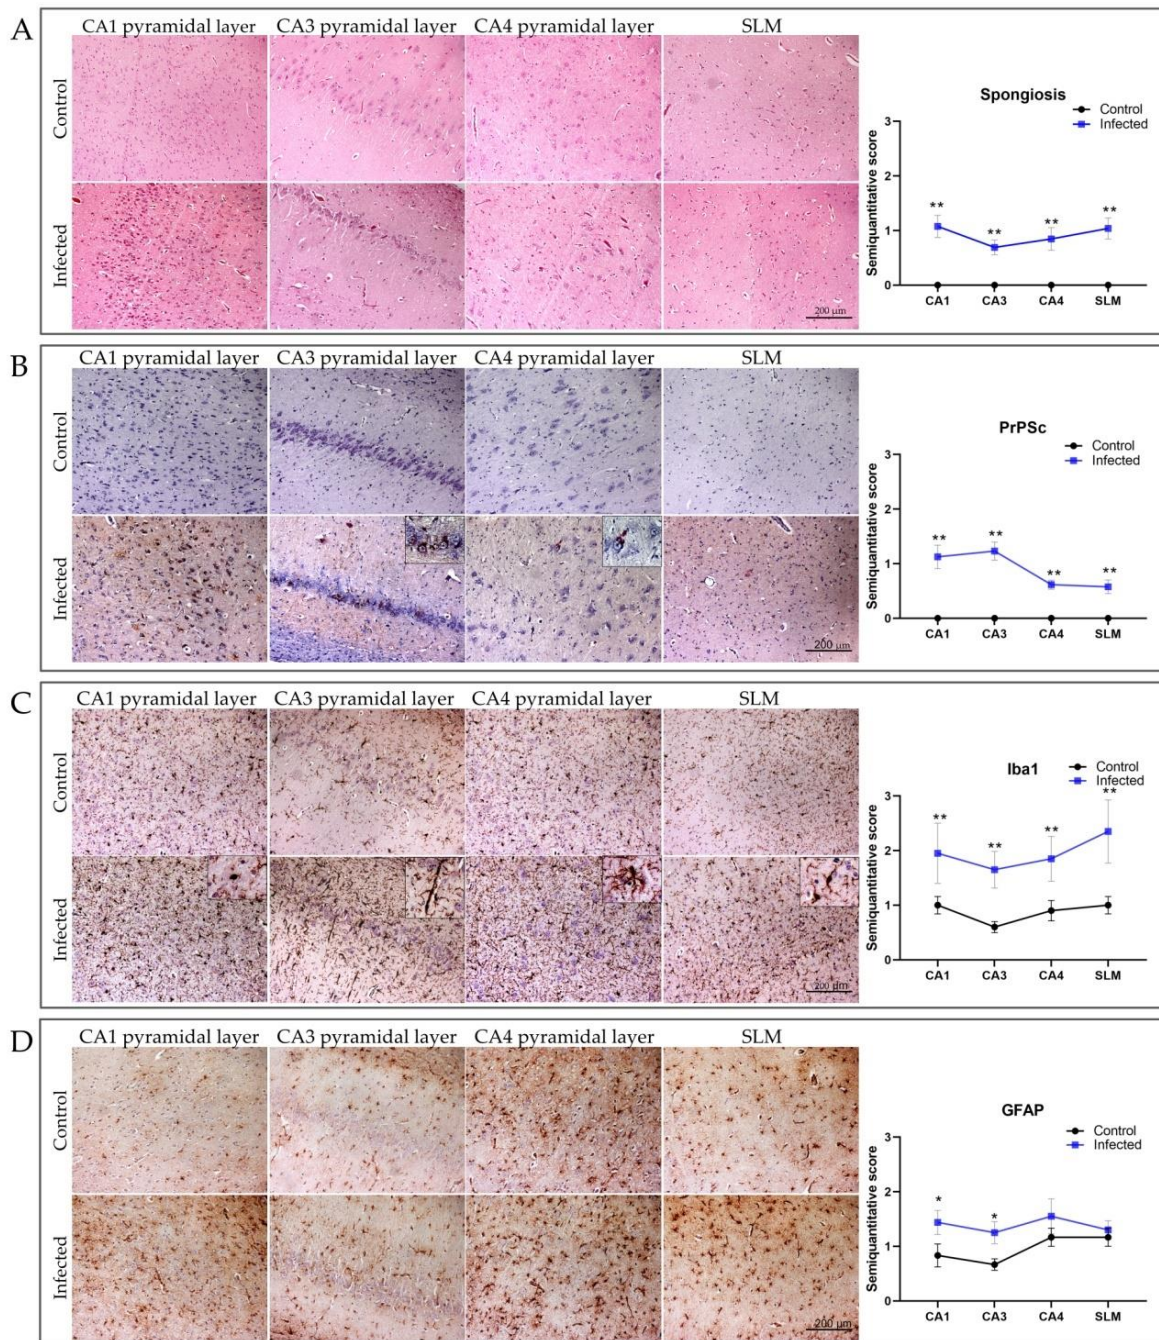 A
CA1 pyramidal layer CA3 pyramidal layer CA4 pyramidal layer SLM
Control
Infected
200 µm
Spongiosis
Control
Infected
Semiquantitative score
3
2
1
0
** ** ** **
CA1 CA3 CA4 SLM
B
CA1 pyramidal layer CA3 pyramidal layer CA4 pyramidal layer SLM
Control
Infected
200 µm
PrPSc
Control
Infected
Semiquantitative score
3
2
1
0
** ** ** **
CA1 CA3 CA4 SLM
C
CA1 pyramidal layer CA3 pyramidal layer CA4 pyramidal layer SLM
Control
Infected
200 µm
Iba1
Control
Infected
Semiquantitative score
3
2
1
0
** ** ** **
CA1 CA3 CA4 SLM
D
CA1 pyramidal layer CA3 pyramidal layer CA4 pyramidal layer SLM
Control
Infected
200 µm
GFAP
Control
Infected
Semiquantitative score
3
2
1
0
* *
CA1 CA3 CA4 SLM